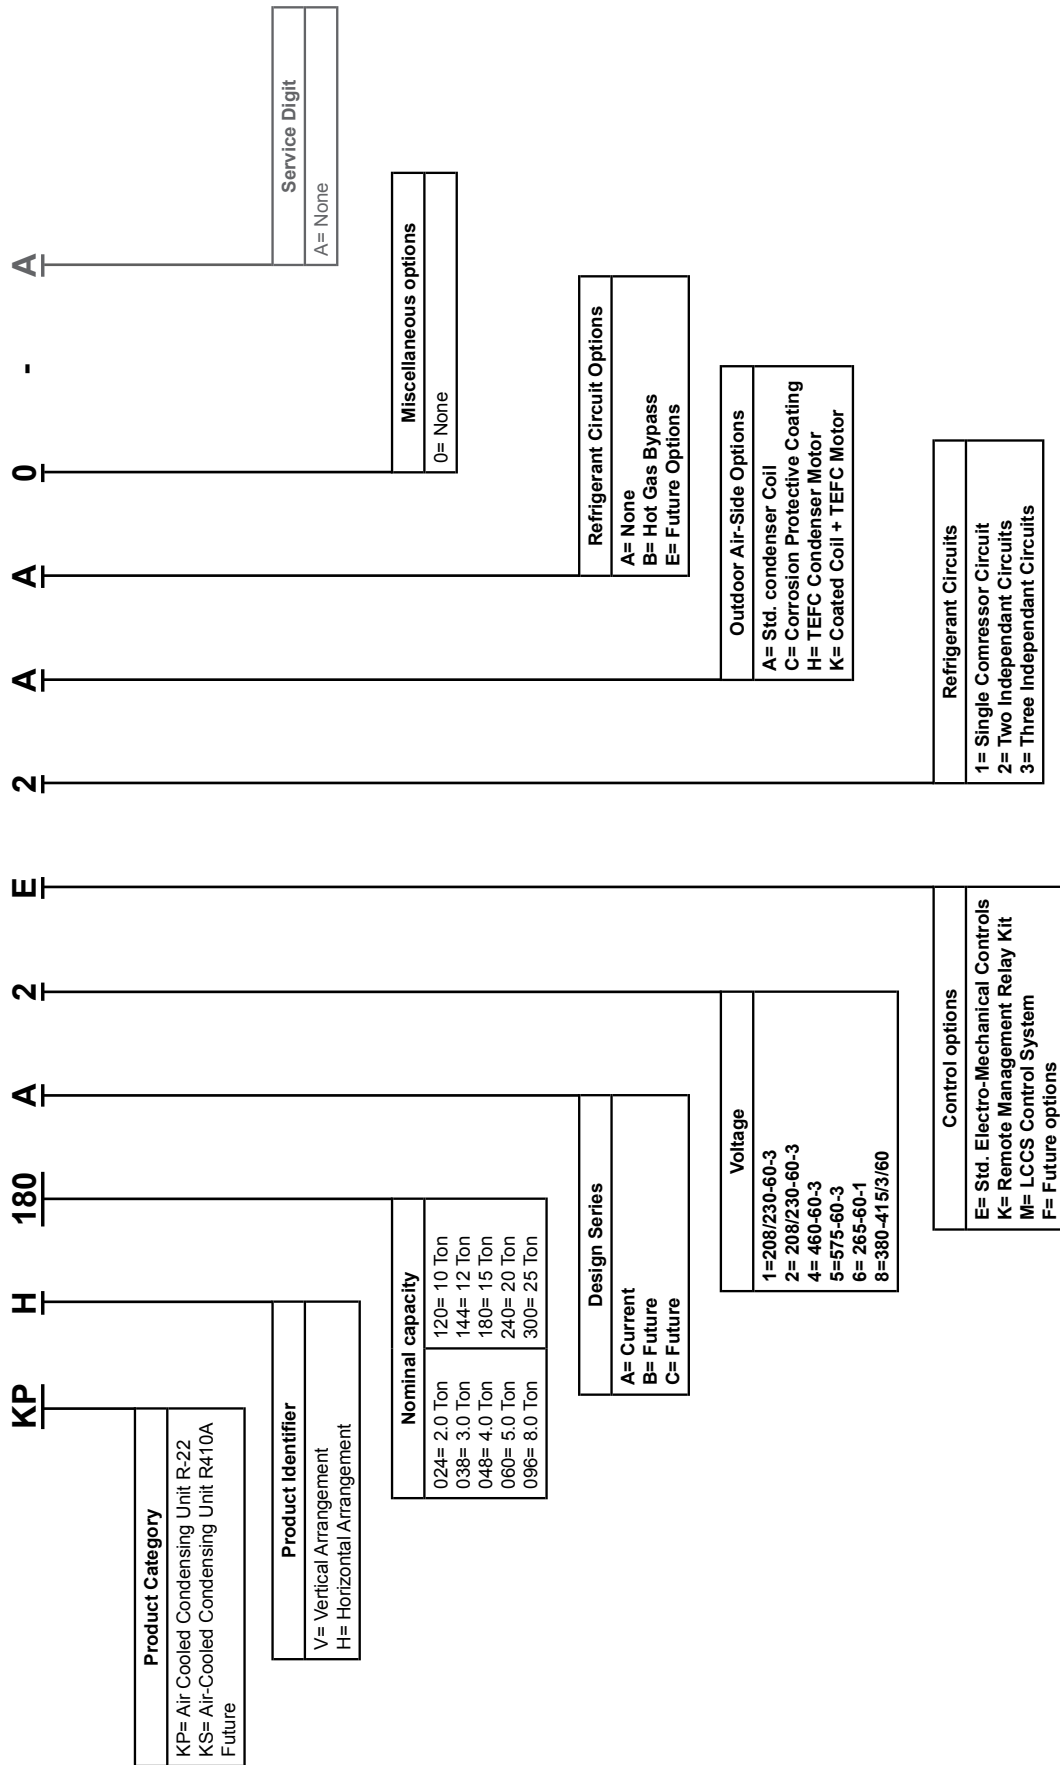 KP H 180 A 2 E 2 A A 0 - A
Product Category
KP= Air Cooled Condensing Unit R-22
KS= Air-Cooled Condensing Unit R410A
Future
Product Identifier
V= Vertical Arrangement
H= Horizontal Arrangement
Nominal capacity
024= 2.0 Ton 120= 10 Ton
038= 3.0 Ton 144= 12 Ton
048= 4.0 Ton 180= 15 Ton
060= 5.0 Ton 240= 20 Ton
096= 8.0 Ton 300= 25 Ton
Design Series
A= Current
B= Future
C= Future
Voltage
1=208/230-60-3
2= 208/230-60-3
4= 460-60-3
5=575-60-3
6= 265-60-1
8=380-415/3/60
Control options
E= Std. Electro-Mechanical Controls
K= Remote Management Relay Kit
M= LCCS Control System
F= Future options
Refrigerant Circuits
1= Single Comressor Circuit
2= Two Independant Circuits
3= Three Independant Circuits
Outdoor Air-Side Options
A= Std. condenser Coil
C= Corrosion Protective Coating
H= TEFC Condenser Motor
K= Coated Coil + TEFC Motor
Refrigerant Circuit Options
A= None
B= Hot Gas Bypass
E= Future Options
Miscellaneous options
0= None
Service Digit
A= None